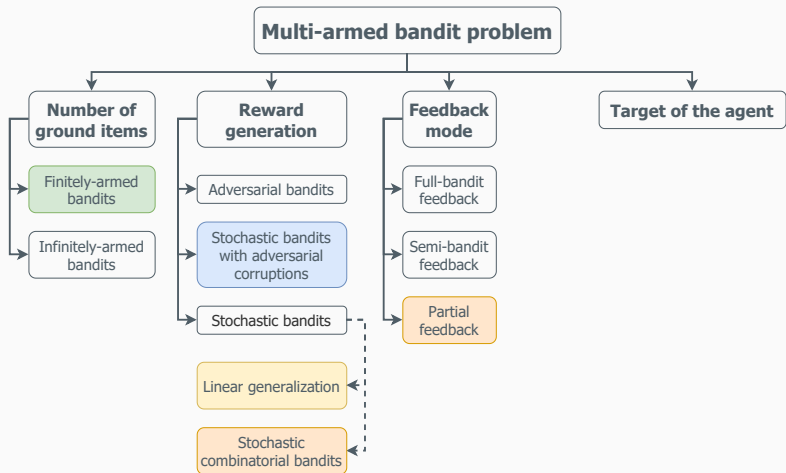 Multi-armed bandit problem
Number of
ground items
Reward
generation
Feedback
mode
Target of the agent
Finitely-armed
bandits
Infinitely-armed
bandits
Adversarial bandits
Stochastic bandits
with adversarial
corruptions
Stochastic bandits
Linear generalization
Stochastic
combinatorial bandits
Full-bandit
feedback
Semi-bandit
feedback
Partial
feedback